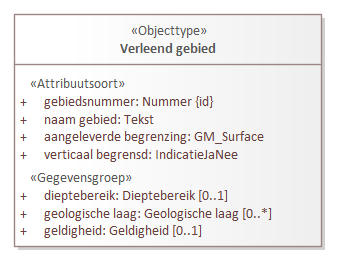 «Objecttype»
Verleend gebied
«Attribuutsoort»
+ gebiedsnummer: Nummer {id}
+ naam gebied: Tekst
+ aangeleverde begrenzing: GM_Surface
+ verticaal begrensd: IndicatieJaNee
«Gegevensgroep»
+ dieptebereik: Dieptebereik [0..1]
+ geologische laag: Geologische laag [0..*]
+ geldigheid: Geldigheid [0..1]